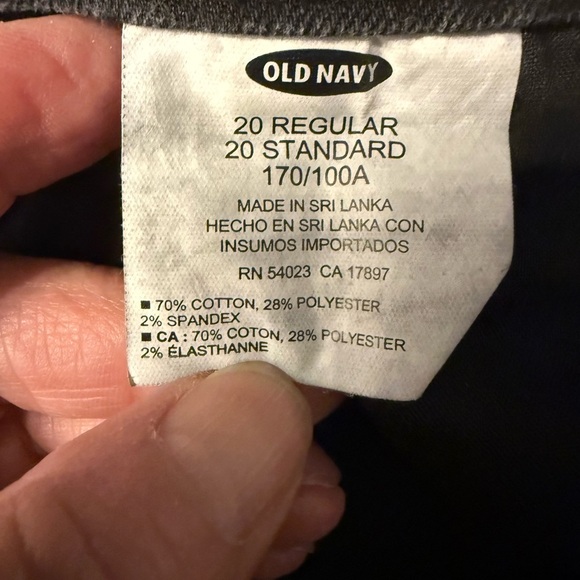 OLD NAVY
20 REGULAR
20 STANDARD
170/100A
MADE IN SRI LANKA
HECHO EN SRI LANKA CON
INSUMOS IMPORTADOS
RN 54023 CA 17897
■ 70% COTTON, 28% POLYESTER
2% SPANDEX
■ CA : 70% COTON, 28% POLYESTER
2% ÉLASTHANNE